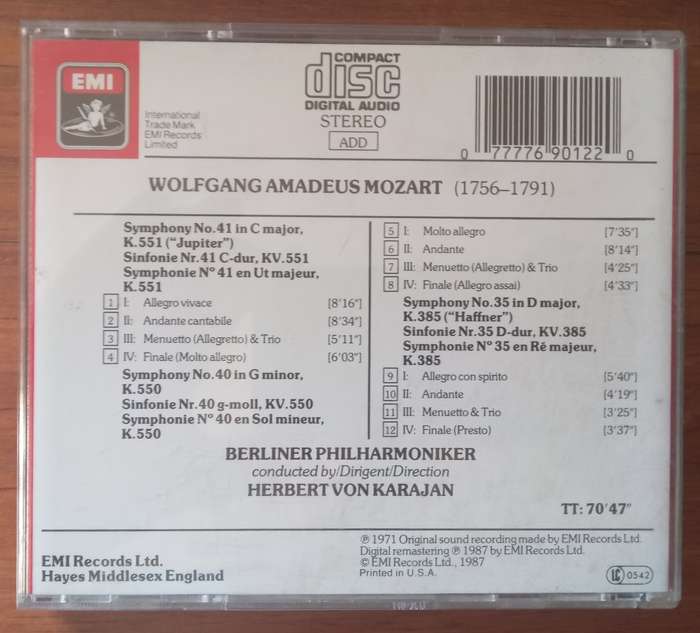 EMI
International
Trade Mark
EMI Records
Limited
COMPACT
disc
DIGITAL AUDIO
STEREO
ADD
0 77776 90122 0
WOLFGANG AMADEUS MOZART (1756–1791)
Symphony No.41 in C major,
K.551 ("Jupiter")
Sinfonie Nr.41 C-dur, KV.551
Symphonie N° 41 en Ut majeur,
K.551
1 I: Allegro vivace [8'16"]
2 II: Andante cantabile [8'34"]
3 III: Menuetto (Allegretto) & Trio [5'11"]
4 IV: Finale (Molto allegro) [6'03"]
Symphony No.40 in G minor,
K.550
Sinfonie Nr.40 g-moll, KV.550
Symphonie N° 40 en Sol mineur,
K.550
5 I: Molto allegro [7'35"]
6 II: Andante [8'14"]
7 III: Menuetto (Allegretto) & Trio [4'25"]
8 IV: Finale (Allegro assai) [4'33"]
Symphony No.35 in D major,
K.385 ("Haffner")
Sinfonie Nr.35 D-dur, KV.385
Symphonie N° 35 en Ré majeur,
K.385
9 I: Allegro con spirito [5'40"]
10 II: Andante [4'19"]
11 III: Menuetto & Trio [3'25"]
12 IV: Finale (Presto) [3'37"]
BERLINER PHILHARMONIKER
conducted by/Dirigent/Direction
HERBERT VON KARAJAN
TT: 70'47"
℗ 1971 Original sound recording made by EMI Records Ltd.
Digital remastering ℗ 1987 by EMI Records Ltd.
© EMI Records Ltd., 1987
Printed in U.S.A.
EMI Records Ltd.
Hayes Middlesex England
LC 0542